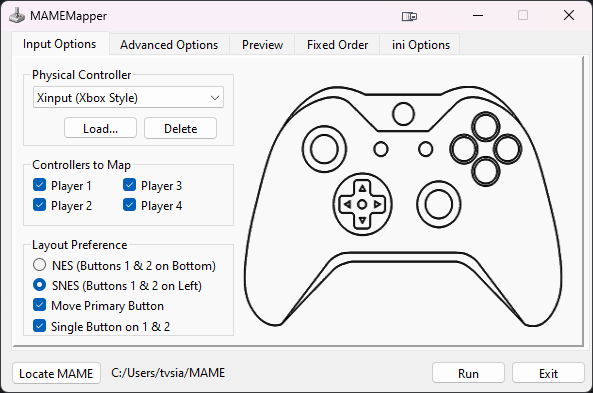 MAMEMapper
Input Options Advanced Options Preview Fixed Order ini Options
Physical Controller
Xinput (Xbox Style)
Load... Delete
Controllers to Map
Player 1 Player 3
Player 2 Player 4
Layout Preference
NES (Buttons 1 & 2 on Bottom)
SNES (Buttons 1 & 2 on Left)
Move Primary Button
Single Button on 1 & 2
Locate MAME C:/Users/tvsia/MAME Run Exit